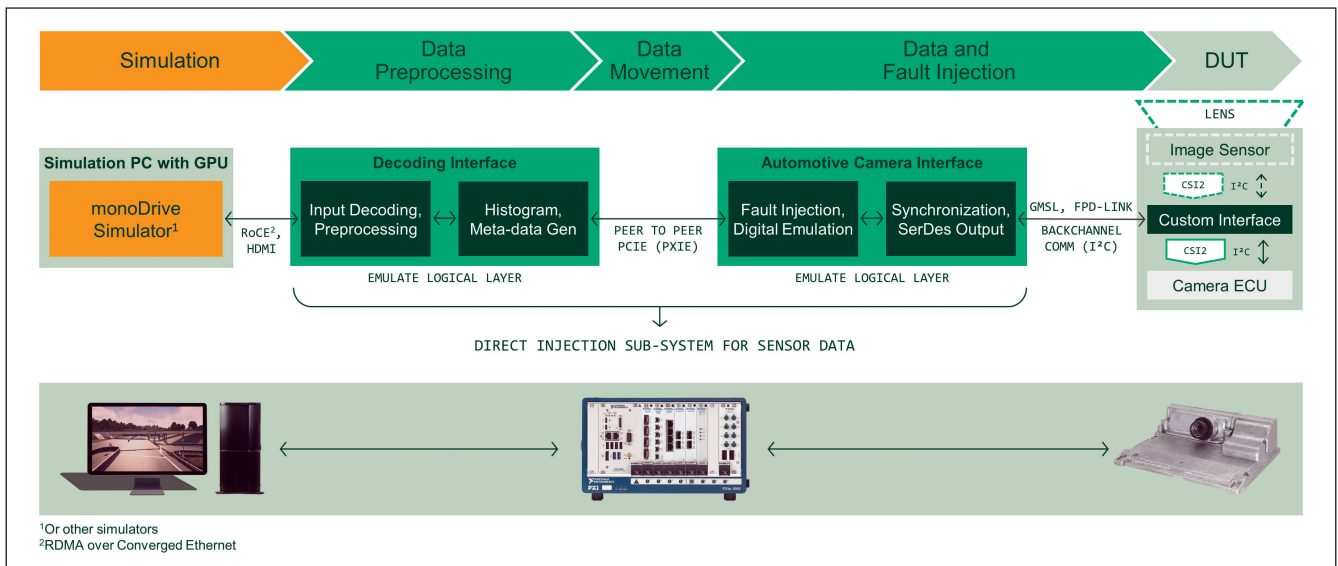 Simulation
Data
Preprocessing
Data
Movement
Data and
Fault Injection
DUT
LENS
Simulation PC with GPU
monoDrive
Simulator¹
RoCE²,
HDMI
Decoding Interface
Input Decoding,
Preprocessing
Histogram,
Meta-data Gen
EMULATE LOGICAL LAYER
PEER TO PEER
PCIE (PXIE)
Automotive Camera Interface
Fault Injection,
Digital Emulation
Synchronization,
SerDes Output
EMULATE LOGICAL LAYER
GMSL, FPD-LINK
BACKCHANNEL
COMM (I²C)
Image Sensor
CSI2 I²C
Custom Interface
CSI2 I²C
Camera ECU
DIRECT INJECTION SUB-SYSTEM FOR SENSOR DATA
PXI
¹Or other simulators
²RDMA over Converged Ethernet